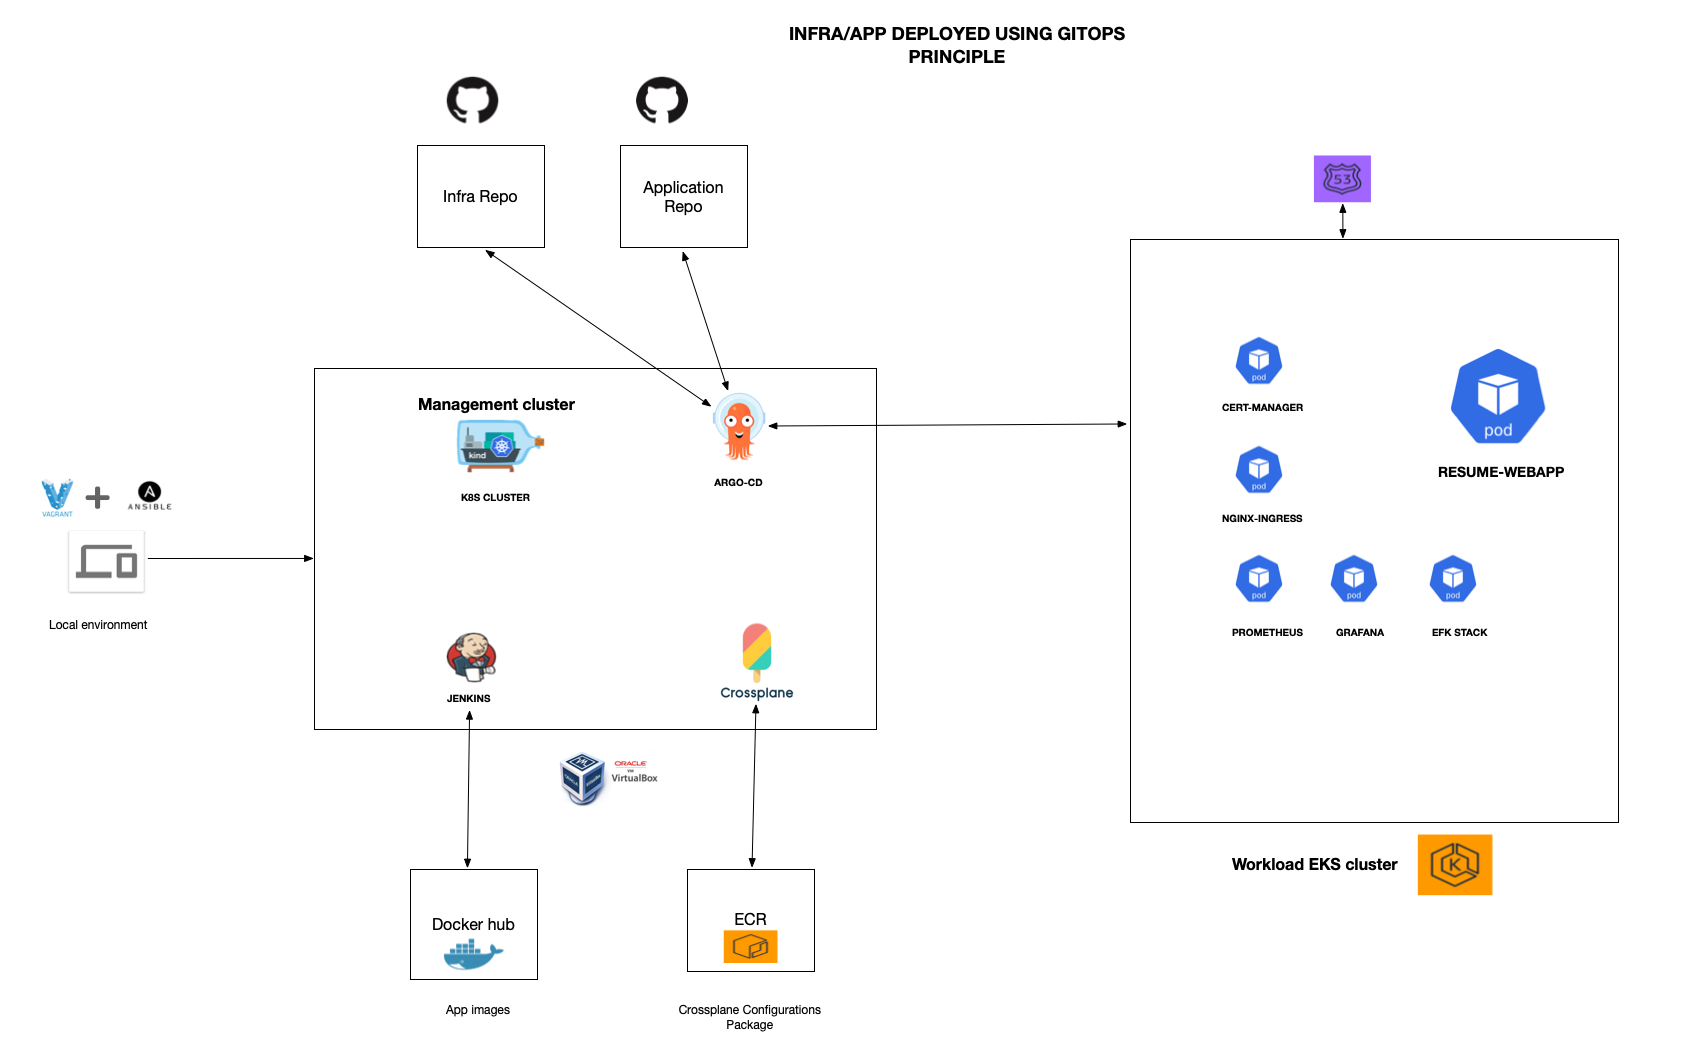 INFRA/APP DEPLOYED USING GITOPS
PRINCIPLE
Infra Repo
Application
Repo
53
Management cluster
kind
K8S CLUSTER
ARGO-CD
pod
CERT-MANAGER
pod
RESUME-WEBAPP
pod
NGINX-INGRESS
VAGRANT
ANSIBLE
Local environment
pod
PROMETHEUS
pod
GRAFANA
pod
EFK STACK
JENKINS
Crossplane
ORACLE
VM
VirtualBox
Workload EKS cluster
K
Docker hub
ECR
App images
Crossplane Configurations
Package